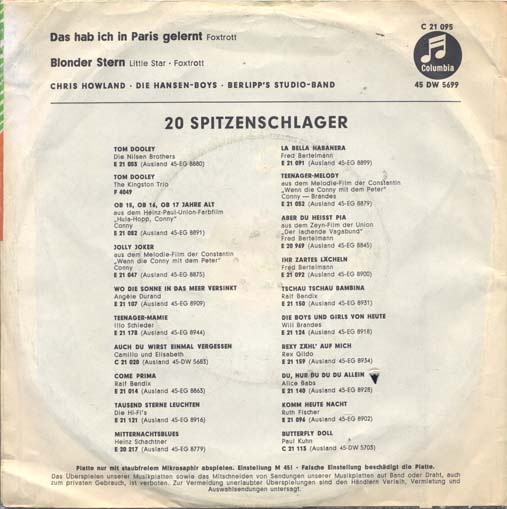 Das hab ich in Paris gelernt Foxtrott
Blonder Stern Little Star · Foxtrott
CHRIS HOWLAND · DIE HANSEN-BOYS · BERLIPP'S STUDIO-BAND
C 21 095
Columbia
45 DW 5699
20 SPITZENSCHLAGER
TOM DOOLEY
Die Nilsen Brothers
E 21 053 (Ausland 45-EG 8880)
TOM DOOLEY
The Kingston Trio
F 4049
OB 15, OB 16, OB 17 JAHRE ALT
aus dem Heinz-Paul-Union-Farbfilm
„Hula-Hopp, Conny"
Conny
E 21 082 (Ausland 45-EG 8891)
JOLLY JOKER
aus dem Melodie-Film der Constantin
„Wenn die Conny mit dem Peter"
Conny
E 21 047 (Ausland 45-EG 8875)
WO DIE SONNE IN DAS MEER VERSINKT
Angèle Durand
E 21 107 (Ausland 45-EG 8909)
TEENAGER-MAMIE
Illo Schieder
E 21 178 (Ausland 45-EG 8944)
AUCH DU WIRST EINMAL VERGESSEN
Camillo und Elisabeth
C 21 020 (Ausland 45-DW 5683)
COME PRIMA
Ralf Bendix
E 21 014 (Ausland 45-EG 8863)
TAUSEND STERNE LEUCHTEN
Die Hi-Fi's
E 21 121 (Ausland 45-EG 8916)
MITTERNACHTSBLUES
Heinz Schachtner
E 20 217 (Ausland 45-EG 8779)
LA BELLA HABANERA
Fred Bertelmann
E 21 091 (Ausland 45-EG 8899)
TEENAGER-MELODY
aus dem Melodie-Film der Constantin
„Wenn die Conny mit dem Peter"
Conny — Brandes
E 21 052 (Ausland 45-EG 8879)
ABER DU HEISST PIA
aus dem Zeyn-Film der Union
„Der lachende Vagabund"
Fred Bertelmann
E 20 969 (Ausland 45-EG 8845)
IHR ZARTES LÄCHELN
Fred Bertelmann
E 21 092 (Ausland 45-EG 8900)
TSCHAU TSCHAU BAMBINA
Ralf Bendix
E 21 150 (Ausland 45-EG 8931)
DIE BOYS UND GIRLS VON HEUTE
Will Brandes
E 21 124 (Ausland 45-EG 8918)
REXY ZÄHL' AUF MICH
Rex Gildo
E 21 159 (Ausland 45-EG 8934)
DU, NUR DU DU DU ALLEIN
Alice Babs
E 21 140 (Ausland 45-EG 8928)
KOMM HEUTE NACHT
Ruth Fischer
E 21 096 (Ausland 45-EG 8902)
BUTTERFLY DOLL
Paul Kuhn
C 21 115 (Ausland 45-DW 5703)
Platte nur mit staubfreiem Mikrosaphir abspielen. Einstellung M 45! · Falsche Einstellung beschädigt die Platte.
Das Überspielen unserer Musikplatten sowie das Mitschneiden von Sendungen unserer Musikplatten auf Band oder Draht, auch
zum privaten Gebrauch, ist verboten. Zur Vermeidung unerlaubter Überspielungen sind den Händlern Verleih, Vermietung und
Auswahlsendungen untersagt.